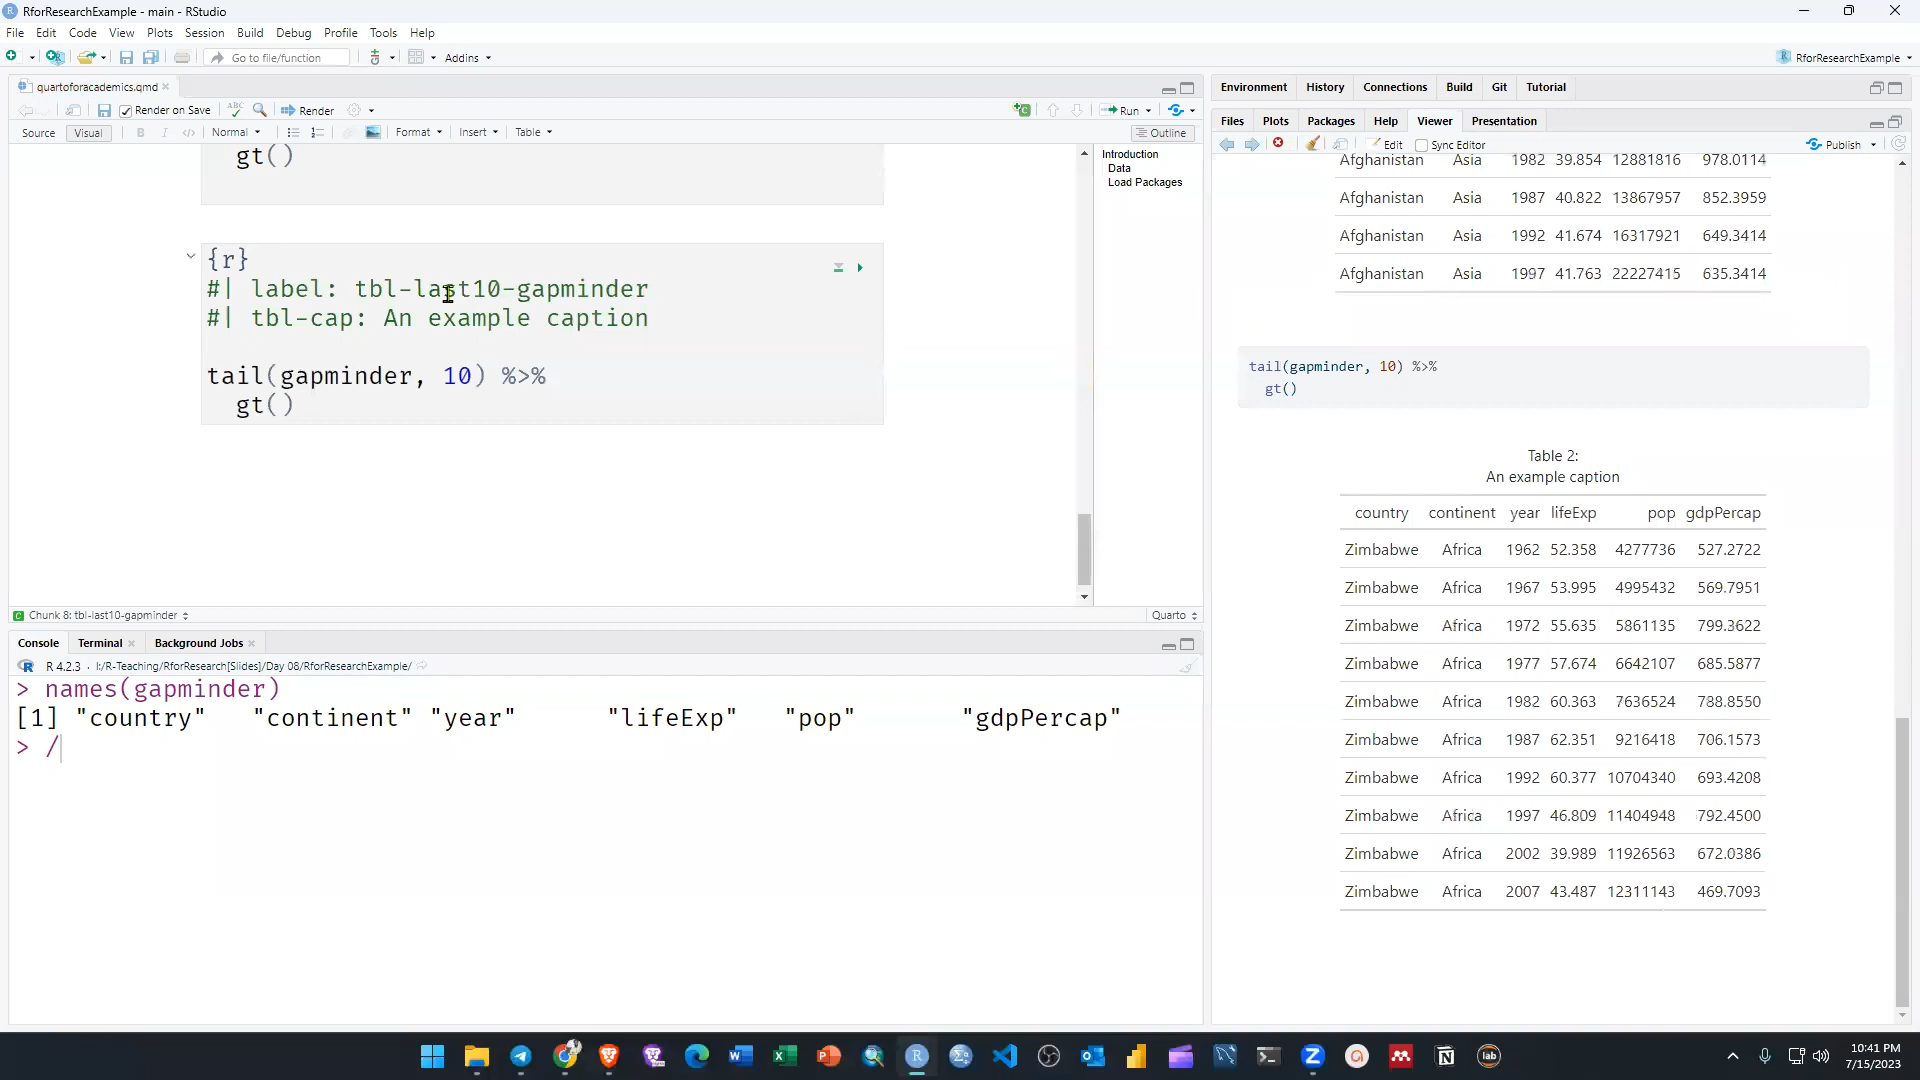 RforResearchExample - main - RStudio
File Edit Code View Plots Session Build Debug Profile Tools Help
Go to file/function Addins RforResearchExample
quartoforacademics.qmd
Render on Save ABC Render Run
Source Visual B I </> Normal Format Insert Table Outline
gt()
{r}
#| label: tbl-last10-gapminder
#| tbl-cap: An example caption
tail(gapminder, 10) %>%
gt()
Introduction
Data
Load Packages
Chunk 8: tbl-last10-gapminder Quarto
Console Terminal Background Jobs
R 4.2.3 · I:/R-Teaching/RforResearch[Slides]/Day 08/RforResearchExample/
> names(gapminder)
[1] "country" "continent" "year" "lifeExp" "pop" "gdpPercap"
> /
Environment History Connections Build Git Tutorial
Files Plots Packages Help Viewer Presentation
Edit Sync Editor Publish
Afghanistan Asia 1982 39.854 12881816 978.0114
Afghanistan Asia 1987 40.822 13867957 852.3959
Afghanistan Asia 1992 41.674 16317921 649.3414
Afghanistan Asia 1997 41.763 22227415 635.3414
tail(gapminder, 10) %>%
gt()
Table 2:
An example caption
country continent year lifeExp pop gdpPercap
Zimbabwe Africa 1962 52.358 4277736 527.2722
Zimbabwe Africa 1967 53.995 4995432 569.7951
Zimbabwe Africa 1972 55.635 5861135 799.3622
Zimbabwe Africa 1977 57.674 6642107 685.5877
Zimbabwe Africa 1982 60.363 7636524 788.8550
Zimbabwe Africa 1987 62.351 9216418 706.1573
Zimbabwe Africa 1992 60.377 10704340 693.4208
Zimbabwe Africa 1997 46.809 11404948 792.4500
Zimbabwe Africa 2002 39.989 11926563 672.0386
Zimbabwe Africa 2007 43.487 12311143 469.7093
lab
10:41 PM
7/15/2023